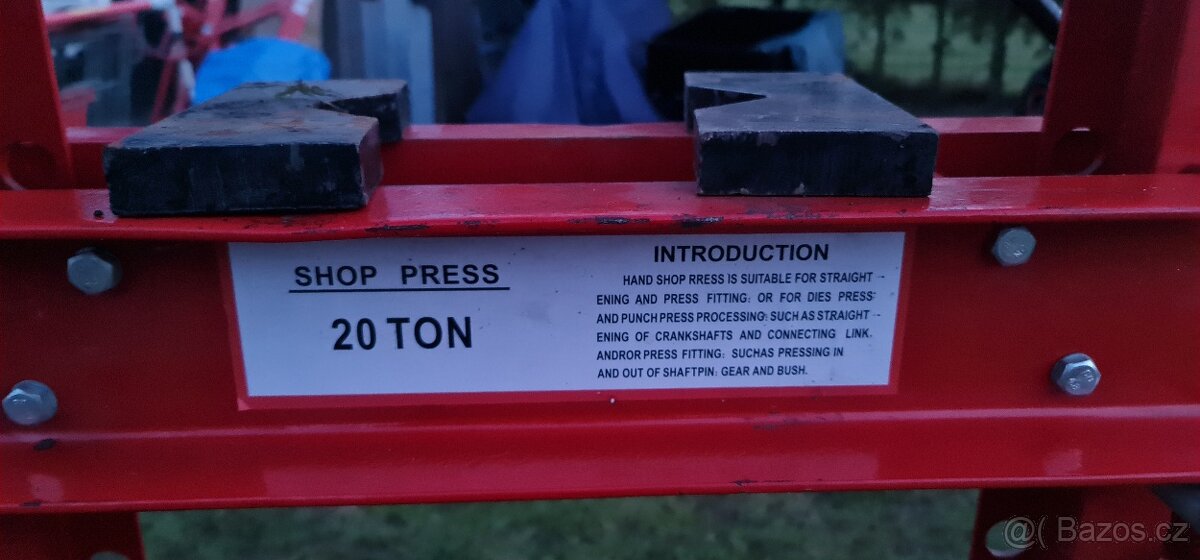 SHOP PRESS
20 TON
INTRODUCTION
HAND SHOP RRESS IS SUITABLE FOR STRAIGHT -
ENING AND PRESS FITTING; OR FOR DIES PRESS
AND PUNCH PRESS PROCESSING; SUCH AS STRAIGHT -
ENING OF CRANKSHAFTS AND CONNECTING LINK.
ANDROR PRESS FITTING; SUCHAS PRESSING IN
AND OUT OF SHAFTPIN; GEAR AND BUSH.
@( Bazos.cz